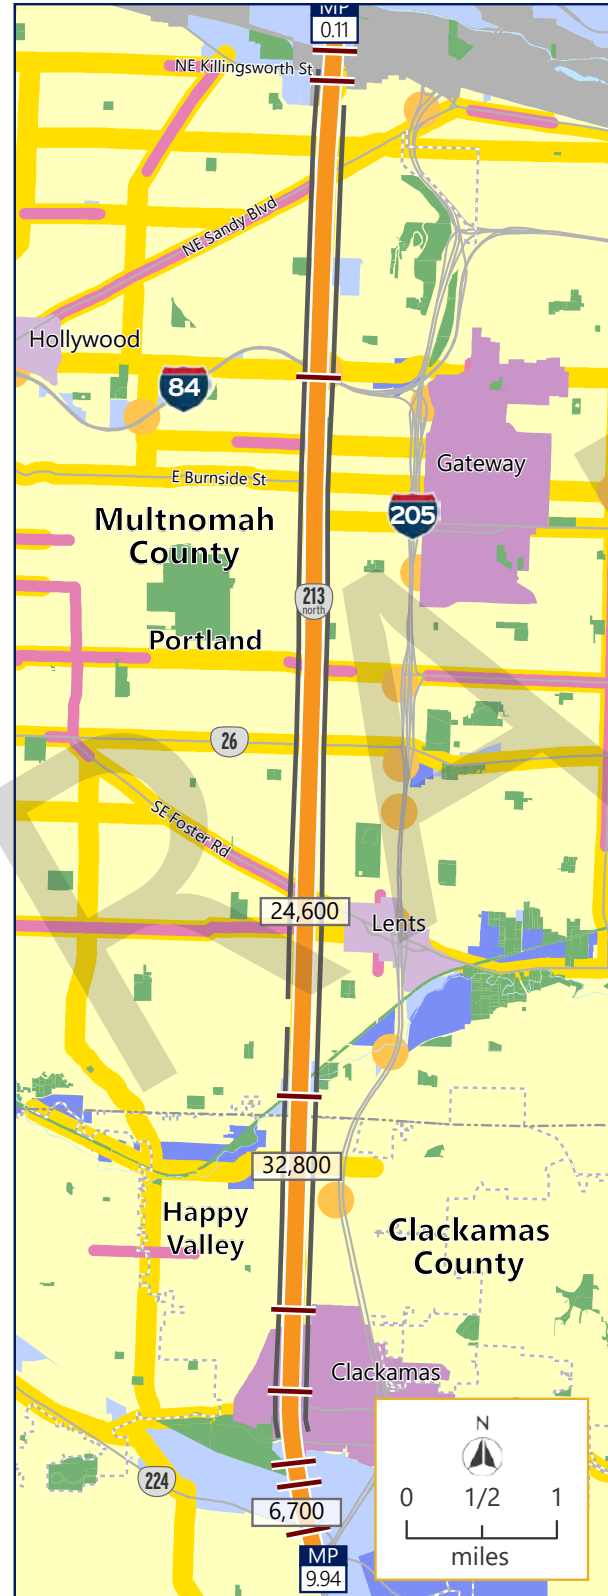 MP
0.11
NE Killingsworth St
NE Sandy Blvd
Hollywood
84
Gateway
E Burnside St
205
Multnomah
County
213
north
Portland
26
SE Foster Rd
24,600
Lents
32,800
Happy
Valley
Clackamas
County
Clackamas
224
6,700
MP
9.94
N
0 1/2 1
miles
R A